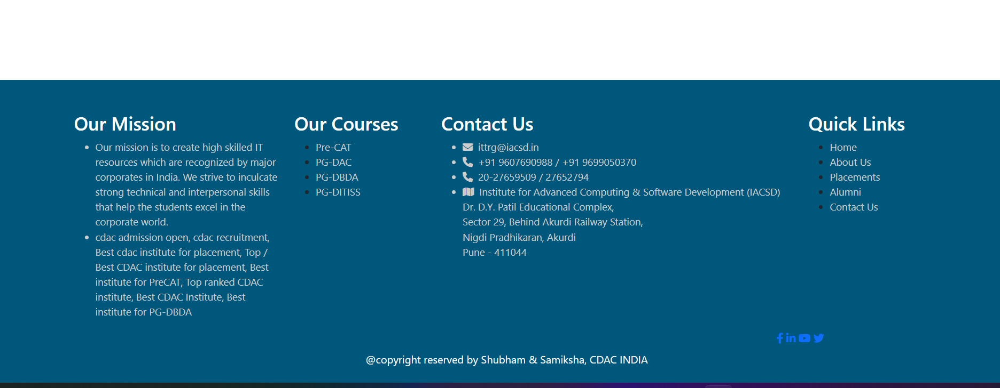 Our Mission
Our mission is to create high skilled IT
resources which are recognized by major
corporates in India. We strive to inculcate
strong technical and interpersonal skills
that help the students excel in the
corporate world.
cdac admission open, cdac recruitment,
Best cdac institute for placement, Top /
Best CDAC institute for placement, Best
institute for PreCAT, Top ranked CDAC
institute, Best CDAC Institute, Best
institute for PG-DBDA
Our Courses
Pre-CAT
PG-DAC
PG-DBDA
PG-DITISS
Contact Us
ittrg@iacsd.in
+91 9607690988 / +91 9699050370
20-27659509 / 27652794
Institute for Advanced Computing & Software Development (IACSD)
Dr. D.Y. Patil Educational Complex,
Sector 29, Behind Akurdi Railway Station,
Nigdi Pradhikaran, Akurdi
Pune - 411044
Quick Links
Home
About Us
Placements
Alumni
Contact Us
@copyright reserved by Shubham & Samiksha, CDAC INDIA